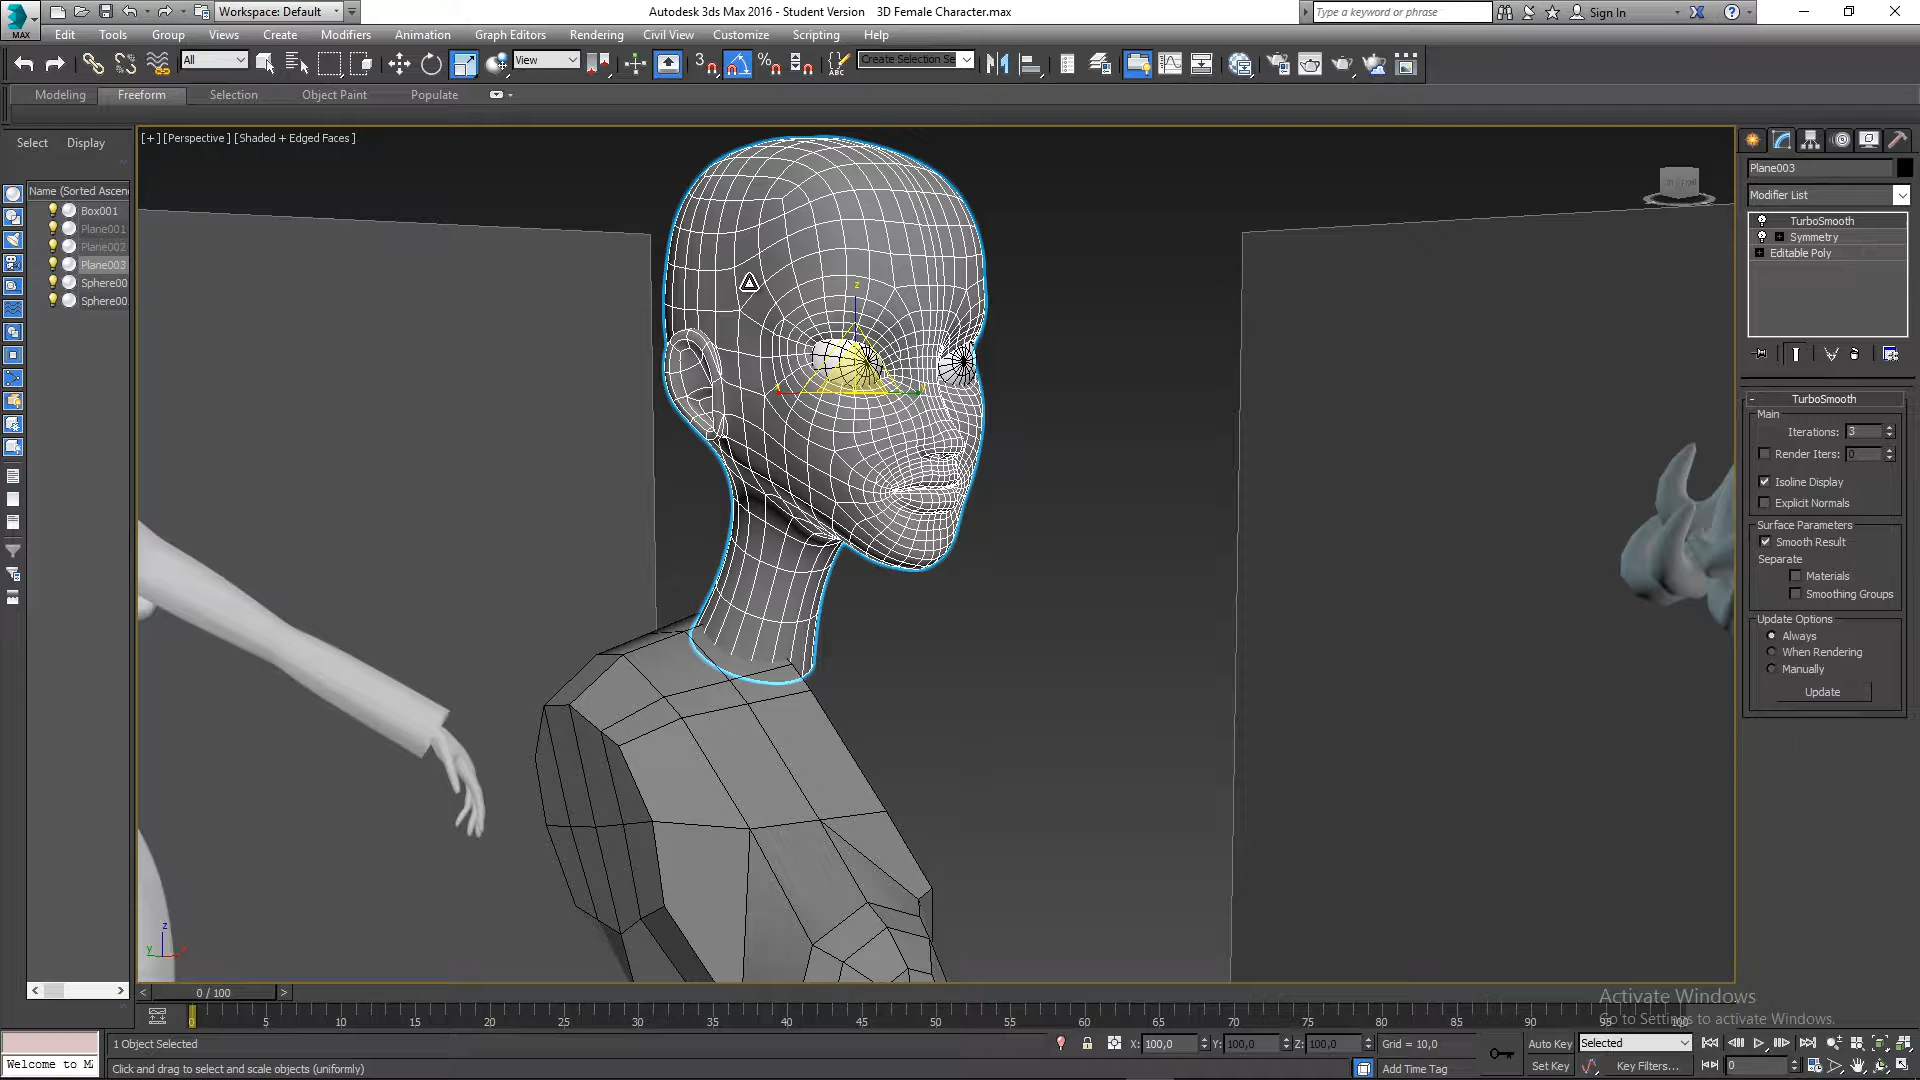 Workspace: Default
Autodesk 3ds Max 2016 - Student Version    3D Female Character.max
Type a keyword or phrase
Sign In
MAX
Edit
Tools
Group
Views
Create
Modifiers
Animation
Graph Editors
Rendering
Civil View
Customize
Scripting
Help
All
View
3
ABC
Create Selection Se
Modeling
Freeform
Selection
Object Paint
Populate
Select
Display
[+] [Perspective] [Shaded + Edged Faces]
Name (Sorted Ascen
Box001
Plane001
Plane002
Plane003
Sphere00
Sphere00
z
z
y
x
Plane003
Modifier List
TurboSmooth
Symmetry
Editable Poly
TurboSmooth
Main
Iterations: 3
Render Iters: 0
Isoline Display
Explicit Normals
Surface Parameters
Smooth Result
Separate
Materials
Smoothing Groups
Update Options
Always
When Rendering
Manually
Update
0 / 100
0 5 10 15 20 25 30 35 40 45 50 55 60 65 70 75 80 85 90 95 100
Activate Windows
Go to Settings to activate Windows.
1 Object Selected
X: 100,0
Y: 100,0
Z: 100,0
Grid = 10,0
Auto Key
Selected
Welcome to M
Click and drag to select and scale objects (uniformly)
Add Time Tag
Set Key
Key Filters...
0